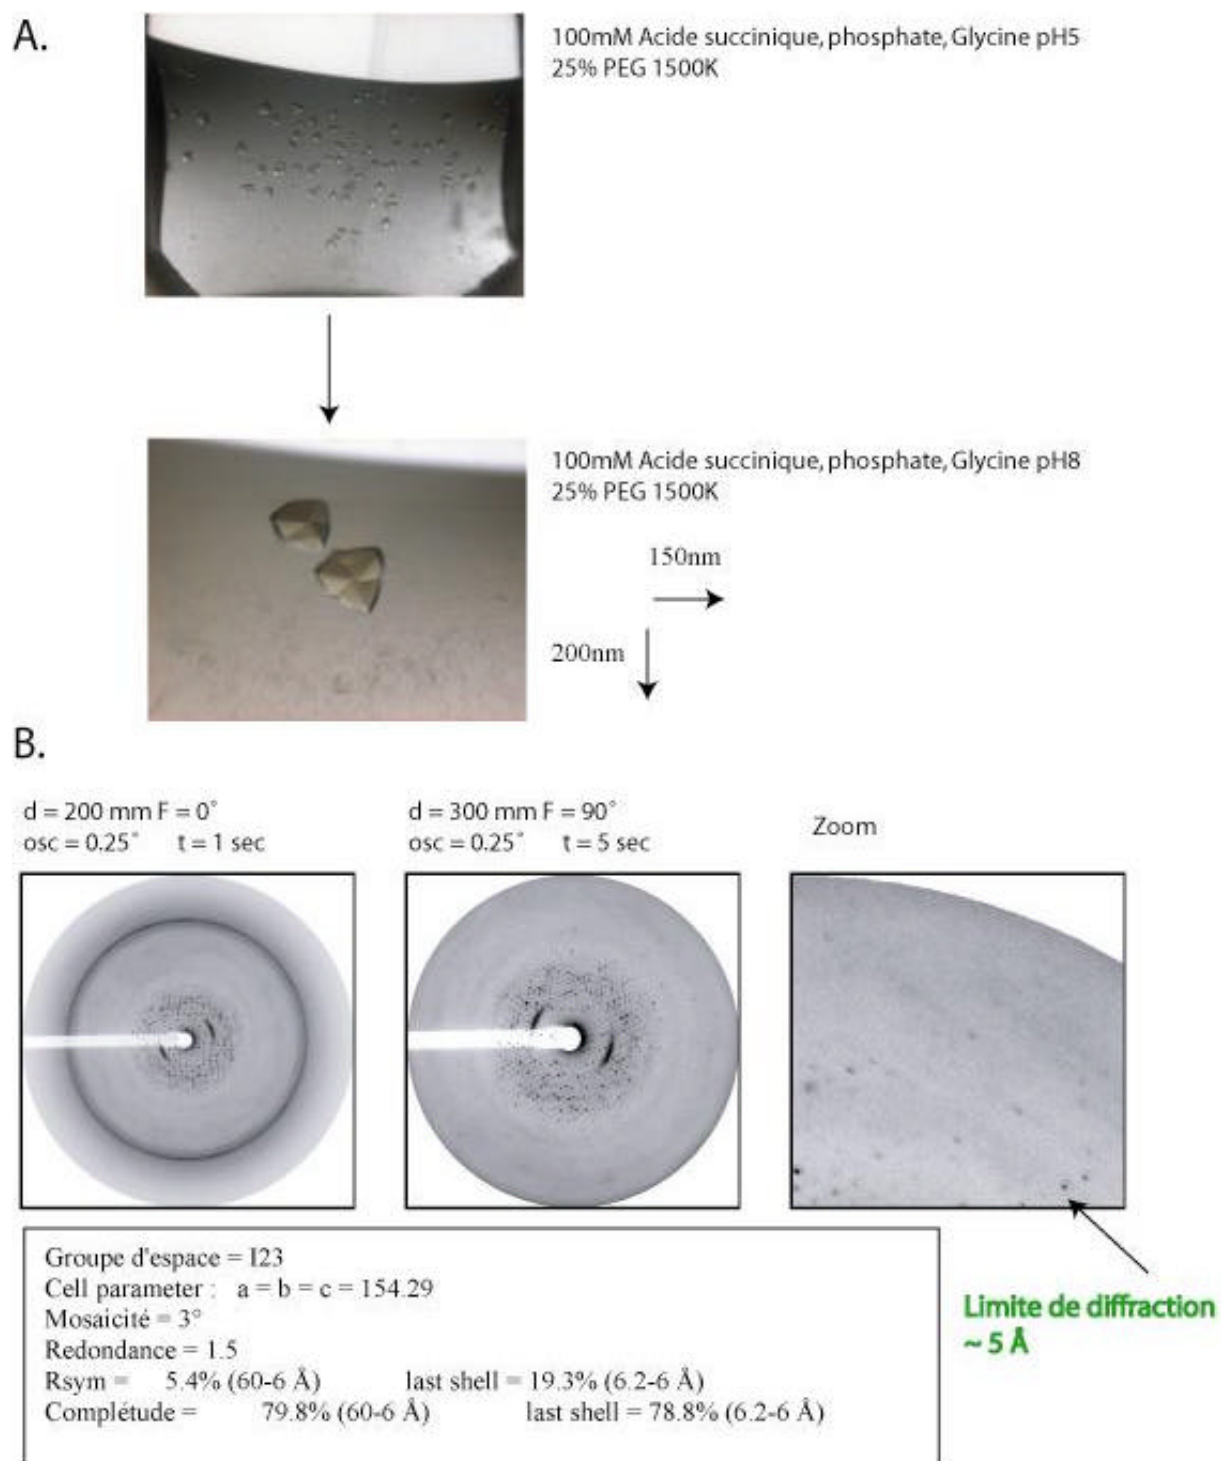 A.
100mM Acide succinique, phosphate, Glycine pH5
25% PEG 1500K
100mM Acide succinique, phosphate, Glycine pH8
25% PEG 1500K
150nm
200nm
B.
d = 200 mm F = 0°
osc = 0.25° t = 1 sec
d = 300 mm F = 90°
osc = 0.25° t = 5 sec
Zoom
Groupe d'espace = I23
Cell parameter : a = b = c = 154.29
Mosaicité = 3°
Redondance = 1.5
Rsym = 5.4% (60-6 Å) last shell = 19.3% (6.2-6 Å)
Complétude = 79.8% (60-6 Å) last shell = 78.8% (6.2-6 Å)
Limite de diffraction
~ 5 Å